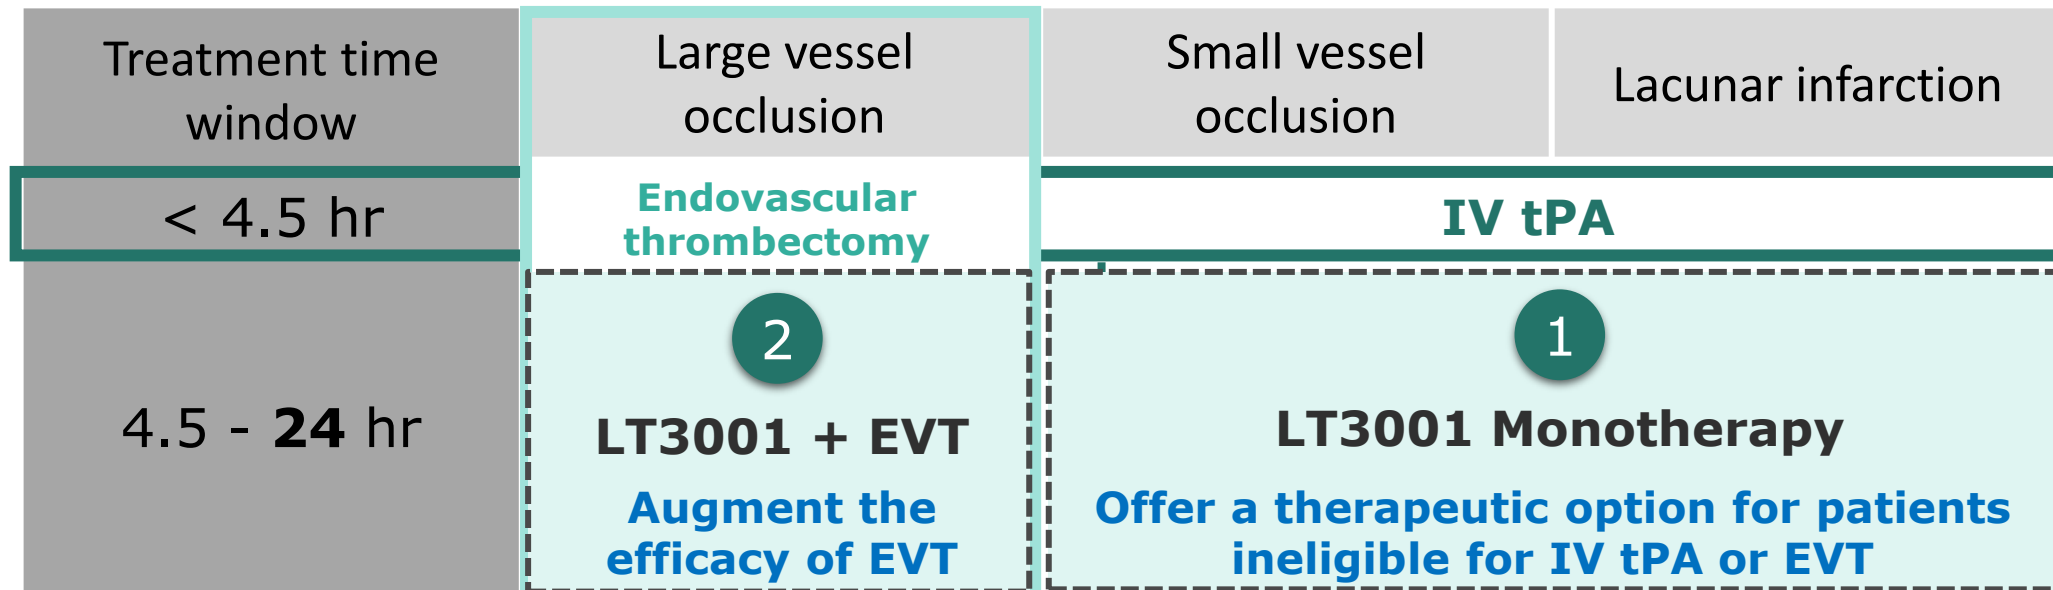 Treatment time
window
Large vessel
occlusion
Small vessel
occlusion
Lacunar infarction
< 4.5 hr
Endovascular
thrombectomy
IV tPA
4.5 - 24 hr
2
LT3001 + EVT
Augment the
efficacy of EVT
1
LT3001 Monotherapy
Offer a therapeutic option for patients
ineligible for IV tPA or EVT